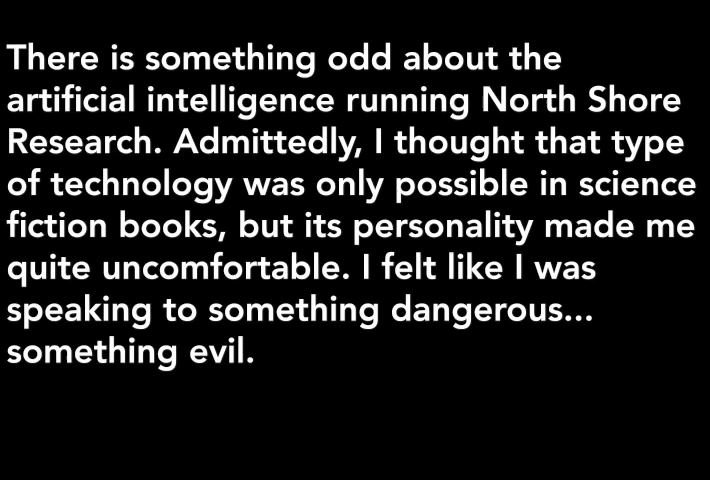 There is something odd about the
artificial intelligence running North Shore
Research. Admittedly, I thought that type
of technology was only possible in science
fiction books, but its personality made me
quite uncomfortable. I felt like I was
speaking to something dangerous...
something evil.